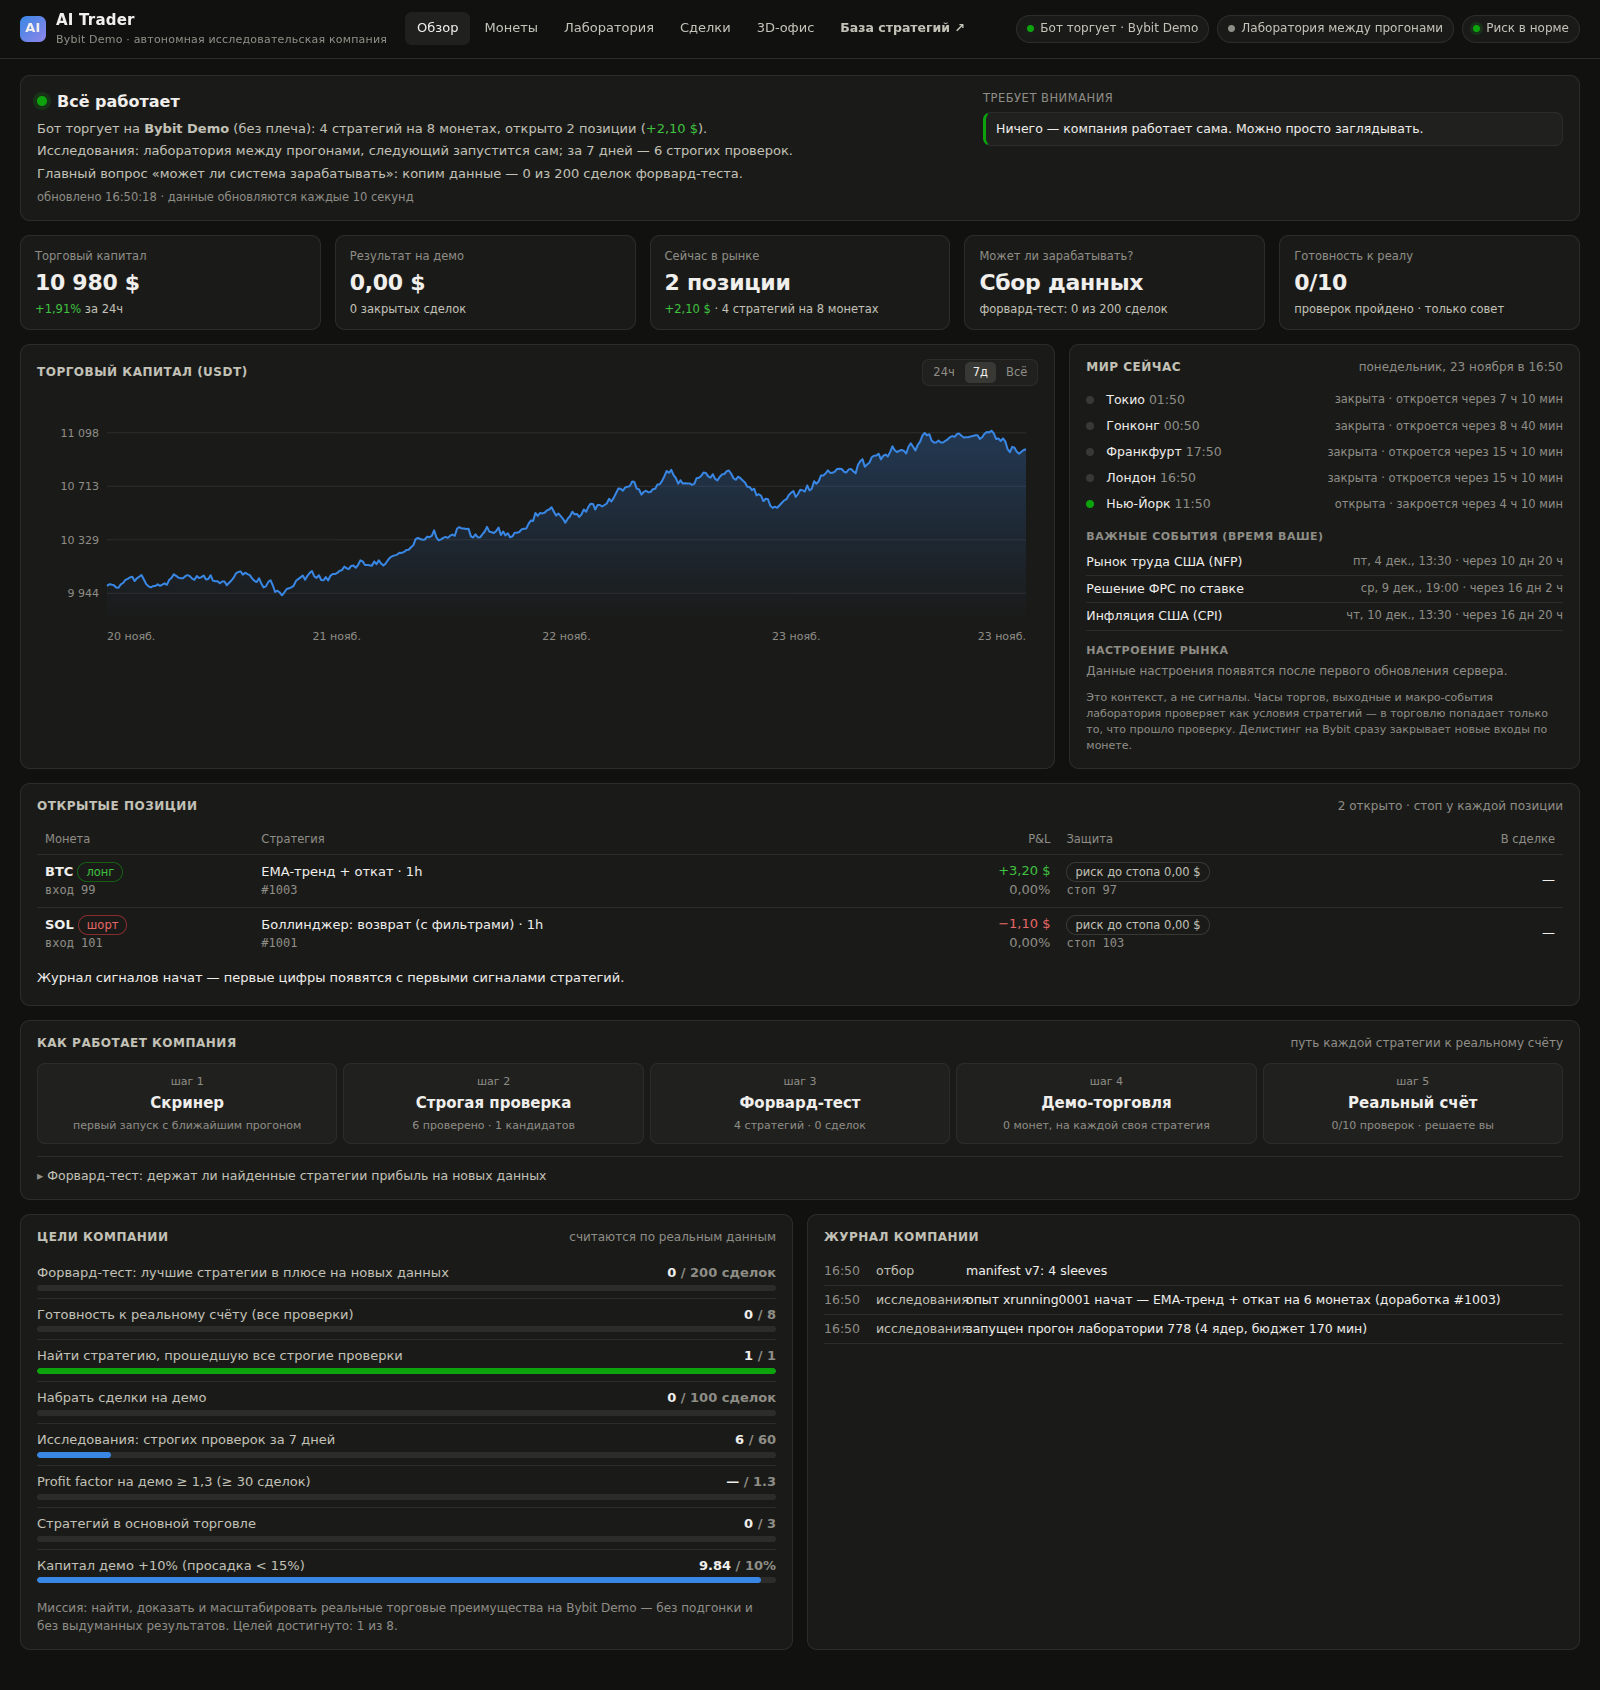 AI
AI Trader
Bybit Demo · автономная исследовательская компания
Обзор
Монеты
Лаборатория
Сделки
3D-офис
База стратегий ↗
Бот торгует · Bybit Demo
Лаборатория между прогонами
Риск в норме
Всё работает
Бот торгует на Bybit Demo (без плеча): 4 стратегий на 8 монетах, открыто 2 позиции (+2,10 $).
Исследования: лаборатория между прогонами, следующий запустится сам; за 7 дней — 6 строгих проверок.
Главный вопрос «может ли система зарабатывать»: копим данные — 0 из 200 сделок форвард-теста.
обновлено 16:50:18 · данные обновляются каждые 10 секунд
ТРЕБУЕТ ВНИМАНИЯ
Ничего — компания работает сама. Можно просто заглядывать.
Торговый капитал
10 980 $
+1,91% за 24ч
Результат на демо
0,00 $
0 закрытых сделок
Сейчас в рынке
2 позиции
+2,10 $ · 4 стратегий на 8 монетах
Может ли зарабатывать?
Сбор данных
форвард-тест: 0 из 200 сделок
Готовность к реалу
0/10
проверок пройдено · только совет
ТОРГОВЫЙ КАПИТАЛ (USDT)
24ч
7д
Всё
11 098
10 713
10 329
9 944
20 нояб.
21 нояб.
22 нояб.
23 нояб.
23 нояб.
МИР СЕЙЧАС
понедельник, 23 ноября в 16:50
Токио 01:50
закрыта · откроется через 7 ч 10 мин
Гонконг 00:50
закрыта · откроется через 8 ч 40 мин
Франкфурт 17:50
закрыта · откроется через 15 ч 10 мин
Лондон 16:50
закрыта · откроется через 15 ч 10 мин
Нью-Йорк 11:50
открыта · закроется через 4 ч 10 мин
ВАЖНЫЕ СОБЫТИЯ (ВРЕМЯ ВАШЕ)
Рынок труда США (NFP)
пт, 4 дек., 13:30 · через 10 дн 20 ч
Решение ФРС по ставке
ср, 9 дек., 19:00 · через 16 дн 2 ч
Инфляция США (CPI)
чт, 10 дек., 13:30 · через 16 дн 20 ч
НАСТРОЕНИЕ РЫНКА
Данные настроения появятся после первого обновления сервера.
Это контекст, а не сигналы. Часы торгов, выходные и макро-события
лаборатория проверяет как условия стратегий — в торговлю попадает только
то, что прошло проверку. Делистинг на Bybit сразу закрывает новые входы по
монете.
ОТКРЫТЫЕ ПОЗИЦИИ
2 открыто · стоп у каждой позиции
Монета
Стратегия
P&L
Защита
В сделке
BTC лонг
вход 99
EMA-тренд + откат · 1h
#1003
+3,20 $
0,00%
риск до стопа 0,00 $
стоп 97
—
SOL шорт
вход 101
Боллинджер: возврат (с фильтрами) · 1h
#1001
−1,10 $
0,00%
риск до стопа 0,00 $
стоп 103
—
Журнал сигналов начат — первые цифры появятся с первыми сигналами стратегий.
КАК РАБОТАЕТ КОМПАНИЯ
путь каждой стратегии к реальному счёту
шаг 1
Скринер
первый запуск с ближайшим прогоном
шаг 2
Строгая проверка
6 проверено · 1 кандидатов
шаг 3
Форвард-тест
4 стратегий · 0 сделок
шаг 4
Демо-торговля
0 монет, на каждой своя стратегия
шаг 5
Реальный счёт
0/10 проверок · решаете вы
▸ Форвард-тест: держат ли найденные стратегии прибыль на новых данных
ЦЕЛИ КОМПАНИИ
считаются по реальным данным
Форвард-тест: лучшие стратегии в плюсе на новых данных
0 / 200 сделок
Готовность к реальному счёту (все проверки)
0 / 8
Найти стратегию, прошедшую все строгие проверки
1 / 1
Набрать сделки на демо
0 / 100 сделок
Исследования: строгих проверок за 7 дней
6 / 60
Profit factor на демо ≥ 1,3 (≥ 30 сделок)
— / 1.3
Стратегий в основной торговле
0 / 3
Капитал демо +10% (просадка < 15%)
9.84 / 10%
Миссия: найти, доказать и масштабировать реальные торговые преимущества на Bybit Demo — без подгонки и
без выдуманных результатов. Целей достигнуто: 1 из 8.
ЖУРНАЛ КОМПАНИИ
16:50 отбор manifest v7: 4 sleeves
16:50 исследования опыт xrunning0001 начат — EMA-тренд + откат на 6 монетах (доработка #1003)
16:50 исследования запущен прогон лаборатории 778 (4 ядер, бюджет 170 мин)